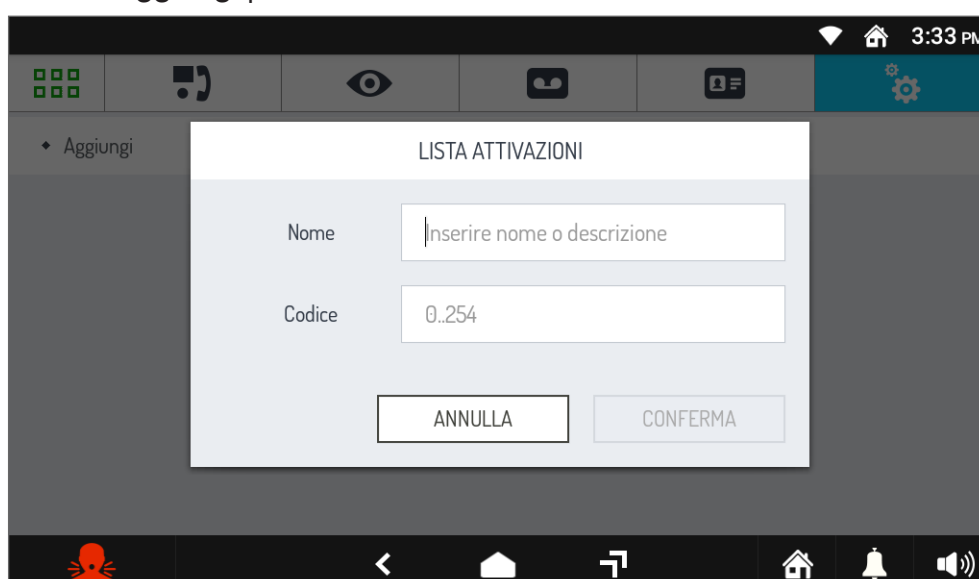 3:33 PM
Aggiungi
LISTA ATTIVAZIONI
Nome
Inserire nome o descrizione
Codice
0..254
ANNULLA
CONFERMA